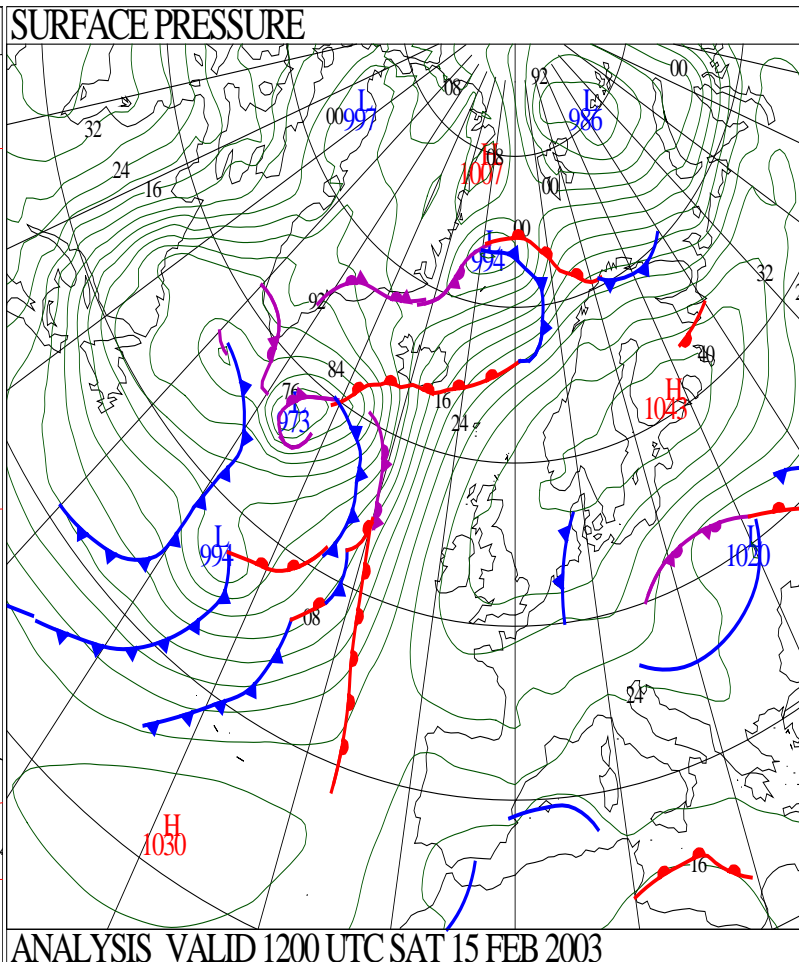 SURFACE PRESSURE
00
92
08
L
997
00
L
986
32
H
1007
08
24
16
00
00
L
994
32
92
84
40
76
L
973
16
H
1043
24
L
994
L
1020
08
24
H
1030
16
ANALYSIS VALID 1200 UTC SAT 15 FEB 2003